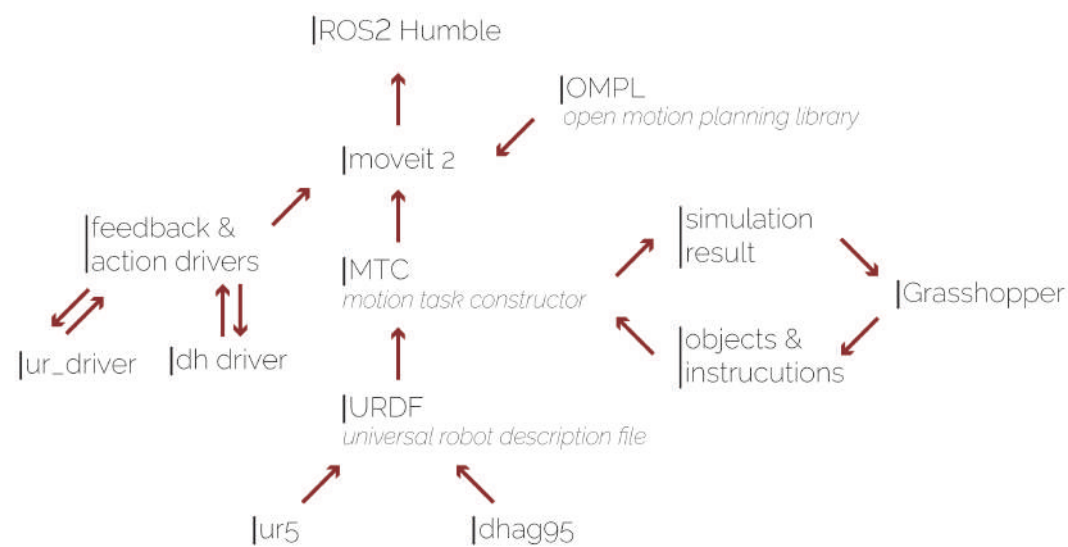 ROS2 Humble
OMPL
open motion planning library
moveit 2
feedback &
action drivers
simulation
result
MTC
motion task constructor
Grasshopper
ur_driver
dh driver
objects &
instrucutions
URDF
universal robot description file
ur5
dhag95